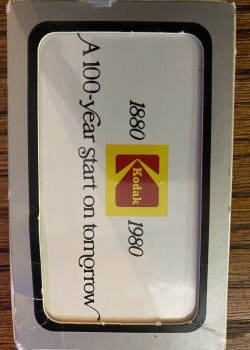 1880 Kodak 1980
A 100-year start on tomorrow